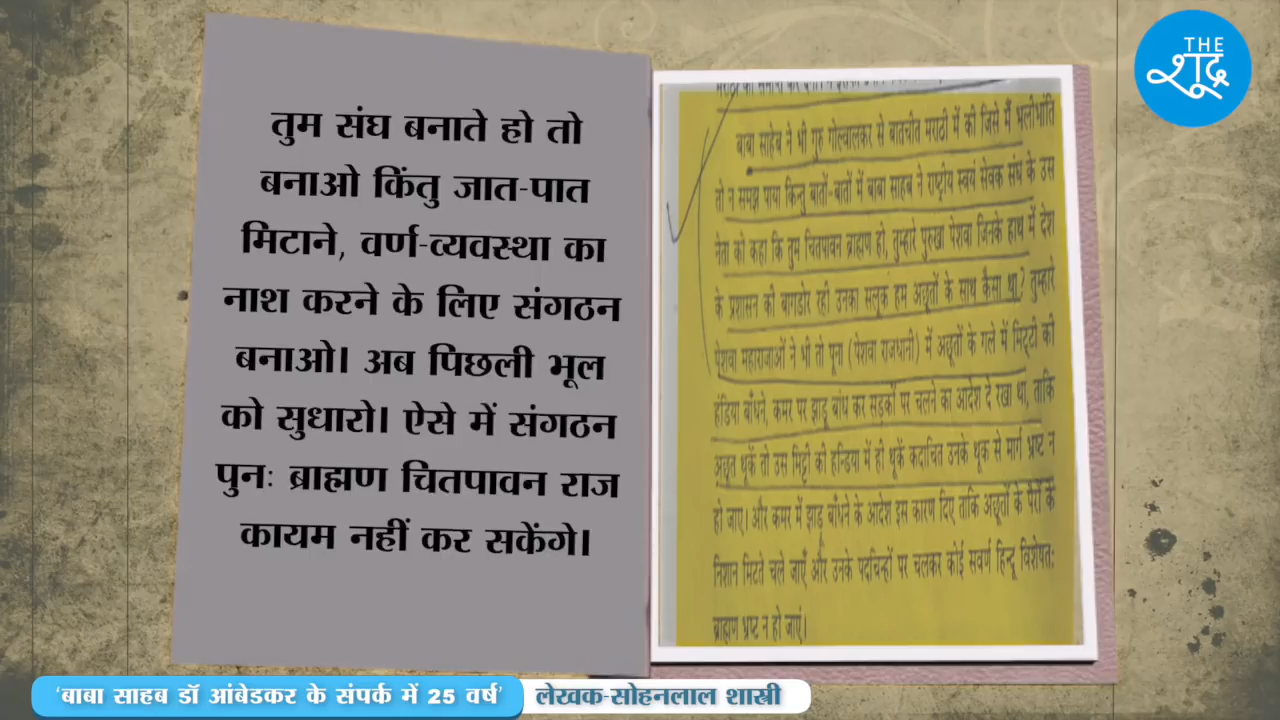 THE
शूद्र
तुम संघ बनाते हो तो
बनाओ किंतु जात-पात
मिटाने, वर्ण-व्यवस्था का
नाश करने के लिए संगठन
बनाओ। अब पिछली भूल
को सुधारो। ऐसे में संगठन
पुनः ब्राह्मण चितपावन राज
कायम नहीं कर सकेंगे।
बाबा साहेब ने भी गुरु गोल्वालकर से बातचीत मराठी में की जिसे मैं भलीभांति
तो न समझ पाया किन्तु बातों-बातों में बाबा साहब ने राष्ट्रीय स्वयं सेवक संघ के उस
नेता को कहा कि तुम चितपावन ब्राह्मण हो, तुम्हारे पुरखा पेशवा जिनके हाथ में देश
के प्रशासन की बागडोर रही उनका सलूक हम अछूतों के साथ कैसा था? तुम्हारे
पेशवा महाराजाओं ने भी तो पूना (पेशवा राजधानी) में अछूतों के गले में मिट्टी की
हंडिया बाँधने, कमर पर झाड़ू बांध कर सड़कों पर चलने का आदेश दे रखा था, ताकि
अछूत थूकें तो उस मिट्टी की हन्डिया में ही थूकें कदाचित उनके थूक से मार्ग भ्रष्ट न
हो जाए। और कमर में झाड़ू बाँधने के आदेश इस कारण दिए ताकि अछूतों के पैरों के
निशान मिटते चले जाएँ और उनके पदचिन्हों पर चलकर कोई सवर्ण हिन्दू विशेषतः
ब्राह्मण भ्रष्ट न हो जाएं।
'बाबा साहब डॉ आंबेडकर के संपर्क में 25 वर्ष' लेखक-सोहनलाल शास्त्री